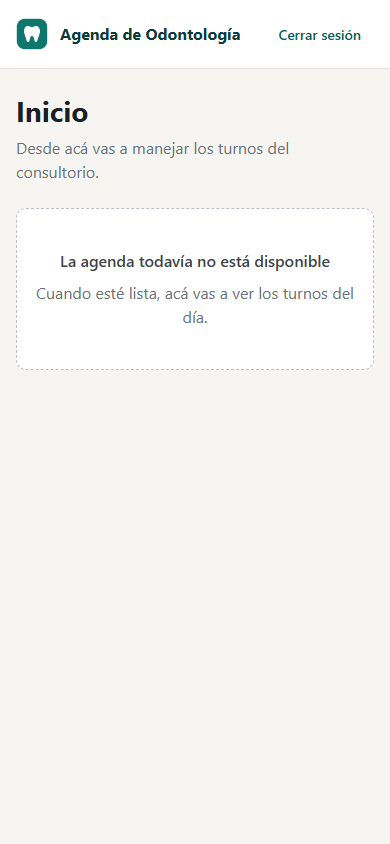 Agenda de Odontología
Cerrar sesión
Inicio
Desde acá vas a manejar los turnos del
consultorio.
La agenda todavía no está disponible
Cuando esté lista, acá vas a ver los turnos del
día.